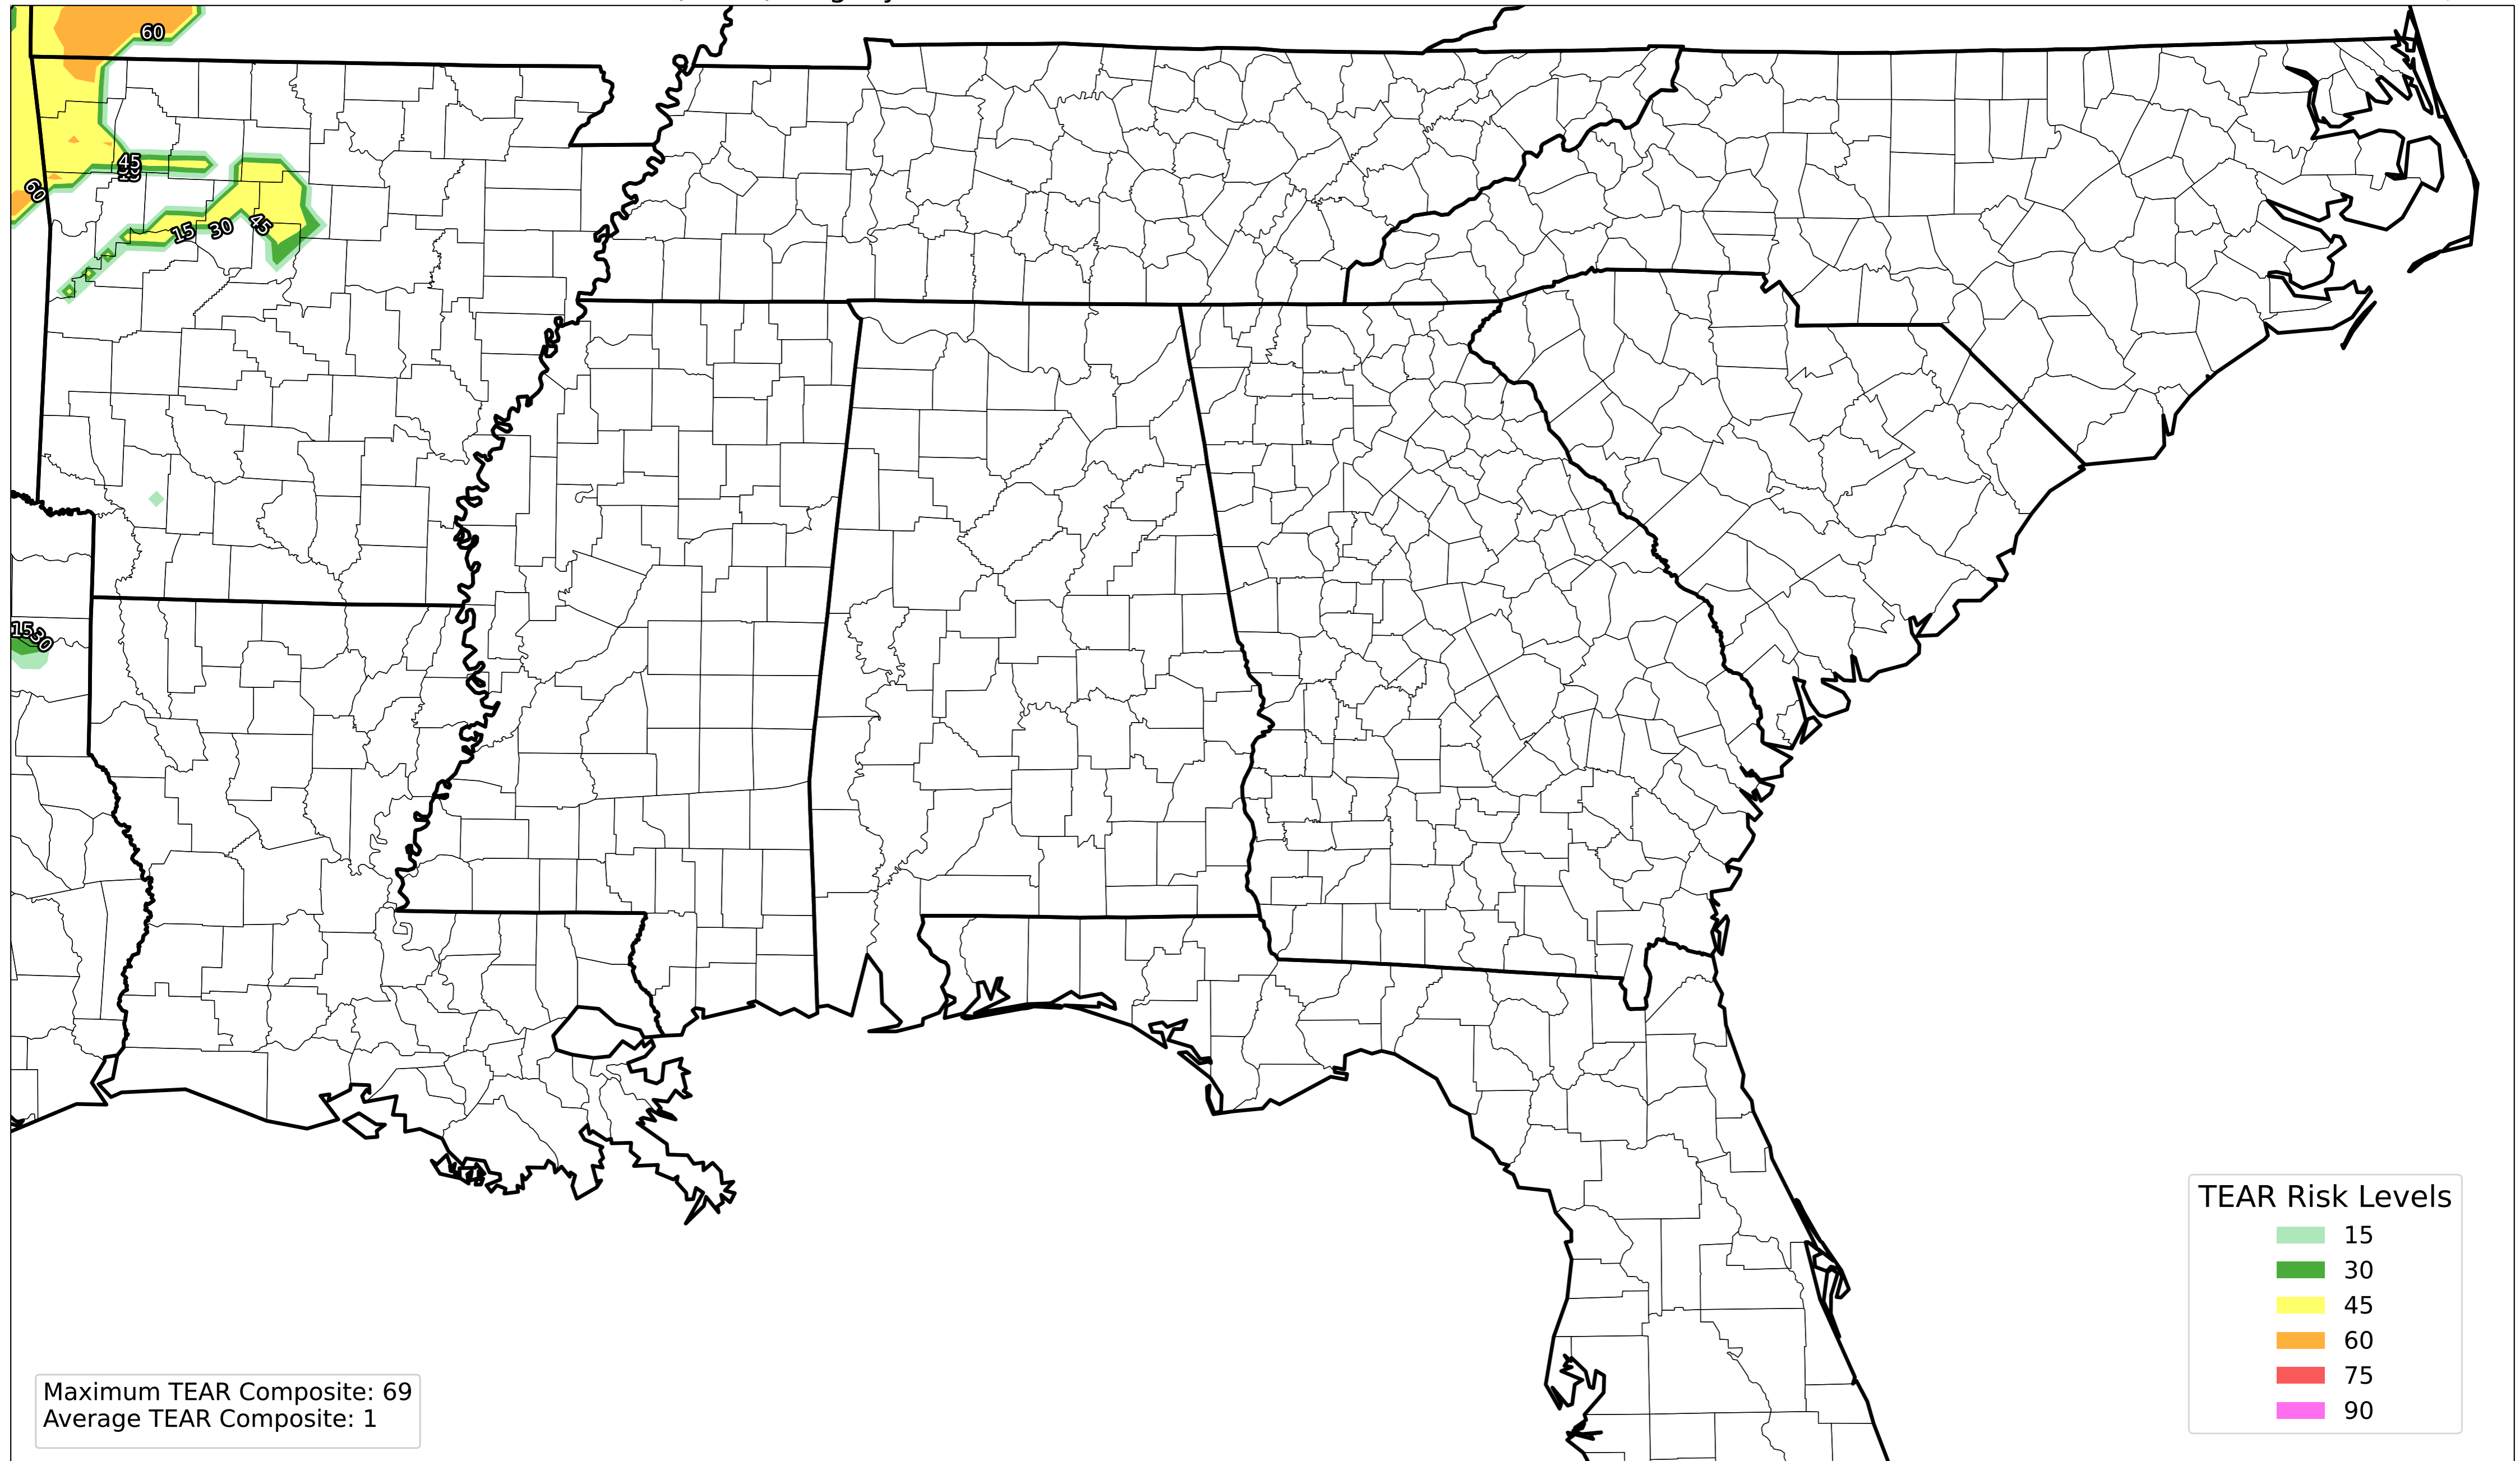 60
45
60
15 30 45
1530
TEAR Risk Levels
15
30
45
60
75
90
Maximum TEAR Composite: 69
Average TEAR Composite: 1